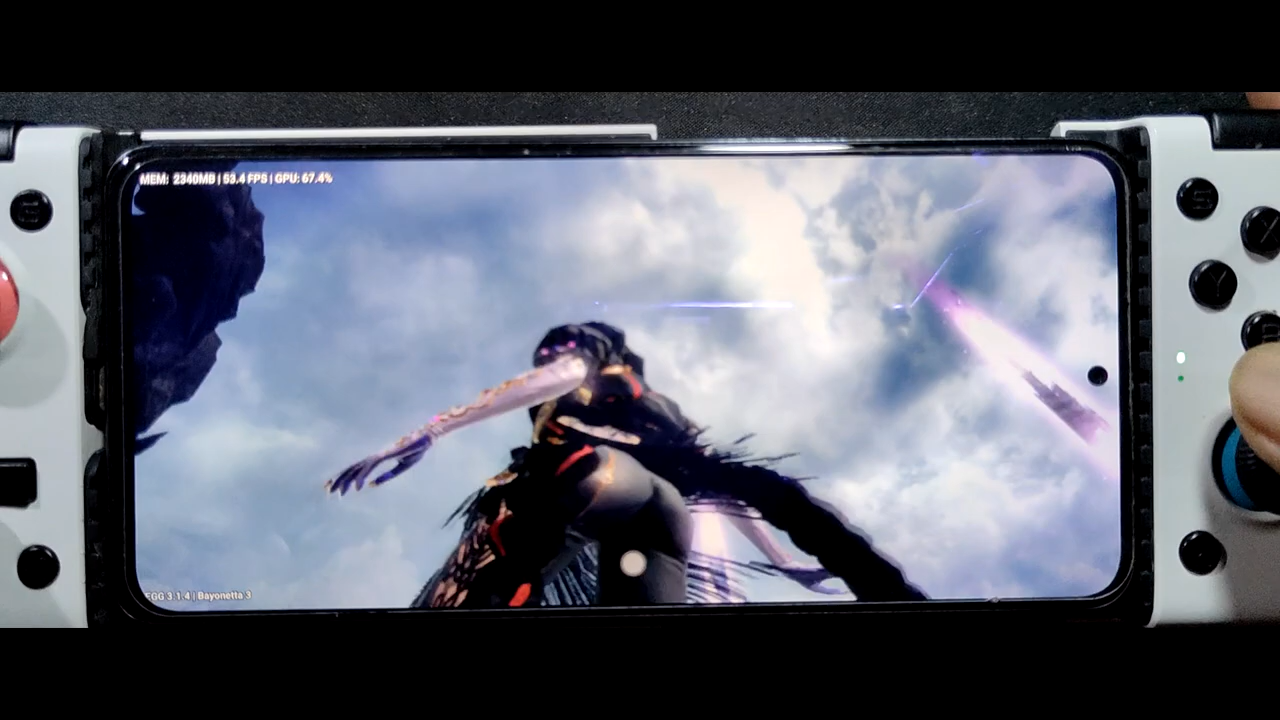 MEM: 2340MB | 53.4 FPS | GPU: 67.4%
S
X
Y
EGG 3.1.4 | Bayonetta 3